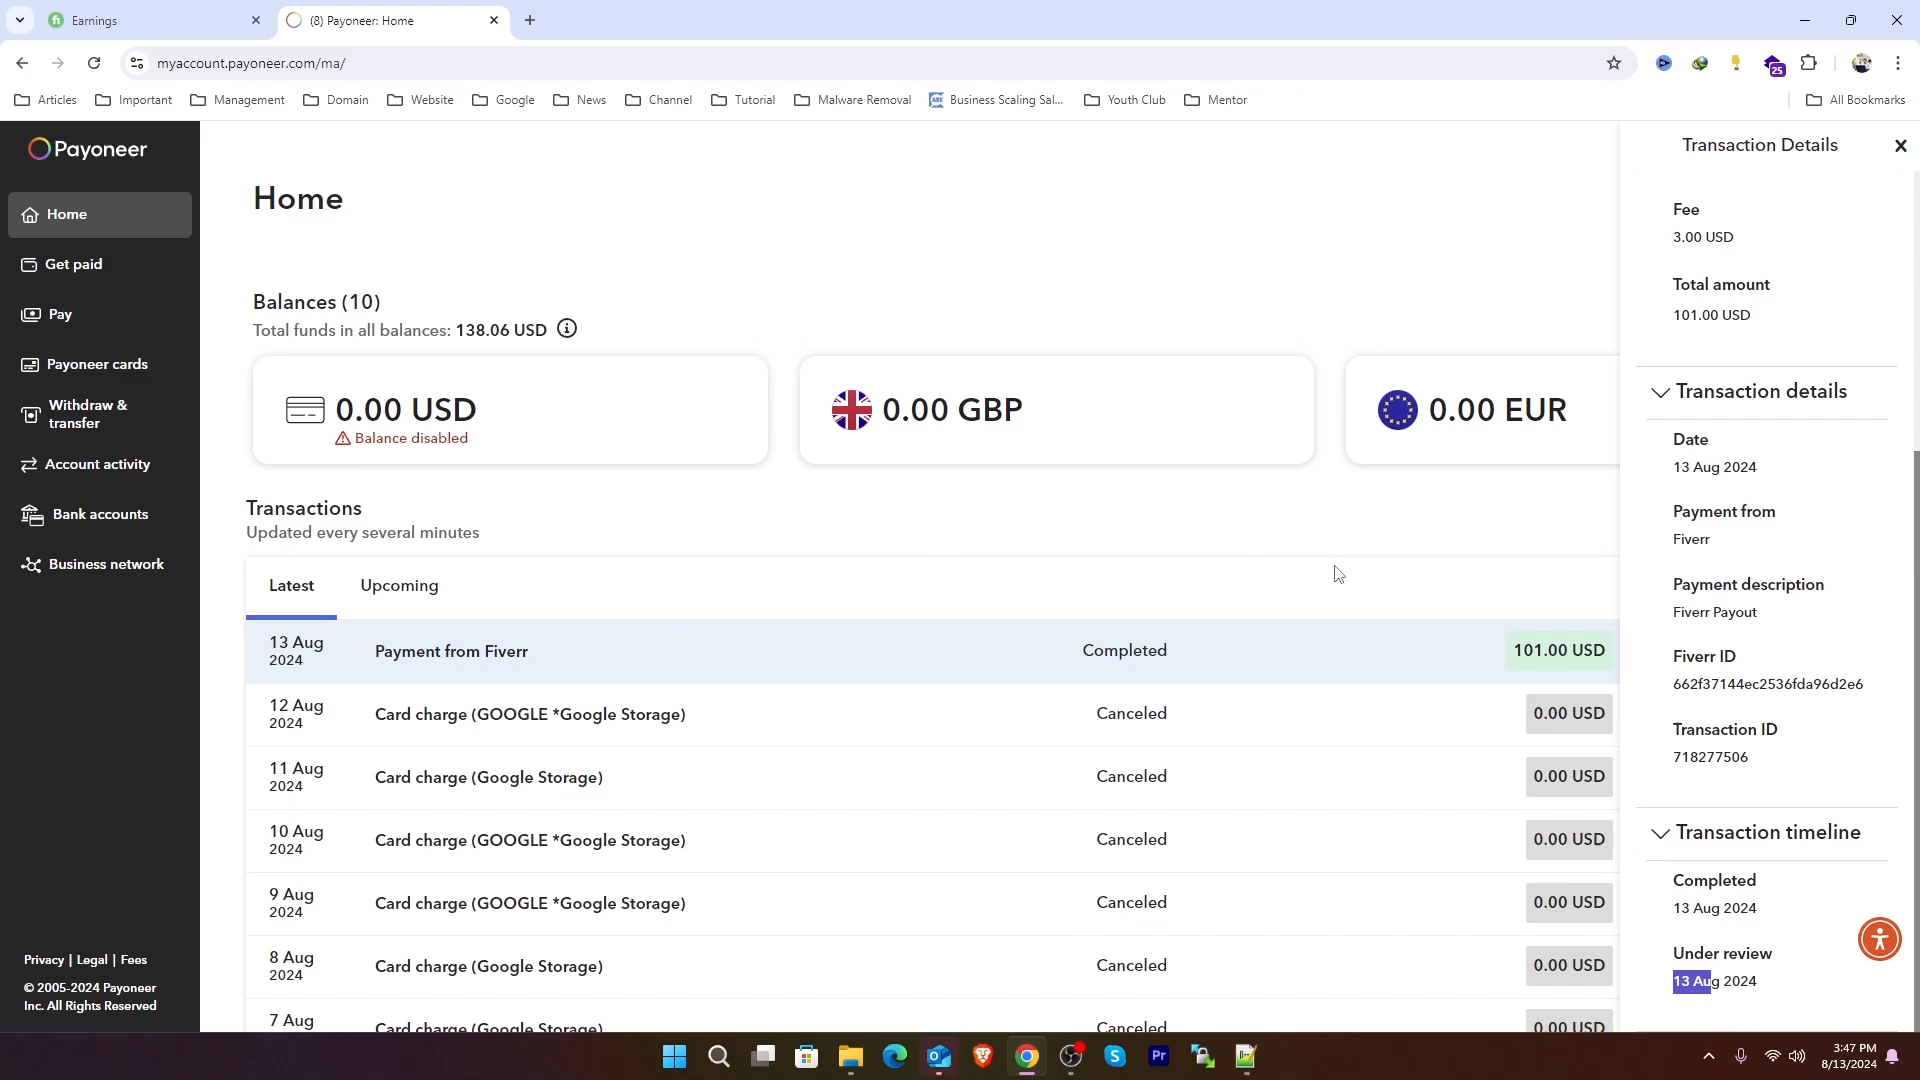 Earnings
(8) Payoneer: Home
myaccount.payoneer.com/ma/
25
Articles
Important
Management
Domain
Website
Google
News
Channel
Tutorial
Malware Removal
Business Scaling Sal...
Youth Club
Mentor
All Bookmarks
Payoneer
Home
Get paid
Pay
Payoneer cards
Withdraw &
transfer
Account activity
Bank accounts
Business network
Privacy | Legal | Fees
© 2005-2024 Payoneer
Inc. All Rights Reserved
Home
Balances (10)
Total funds in all balances: 138.06 USD
0.00 USD
Balance disabled
0.00 GBP
0.00 EUR
Transactions
Updated every several minutes
Latest
Upcoming
13 Aug
2024
Payment from Fiverr
Completed
101.00 USD
12 Aug
2024
Card charge (GOOGLE *Google Storage)
Canceled
0.00 USD
11 Aug
2024
Card charge (Google Storage)
Canceled
0.00 USD
10 Aug
2024
Card charge (GOOGLE *Google Storage)
Canceled
0.00 USD
9 Aug
2024
Card charge (GOOGLE *Google Storage)
Canceled
0.00 USD
8 Aug
2024
Card charge (Google Storage)
Canceled
0.00 USD
7 Aug
Card charge (Google Storage)
Canceled
0.00 USD
Transaction Details
Fee
3.00 USD
Total amount
101.00 USD
Transaction details
Date
13 Aug 2024
Payment from
Fiverr
Payment description
Fiverr Payout
Fiverr ID
662f37144ec2536fda96d2e6
Transaction ID
718277506
Transaction timeline
Completed
13 Aug 2024
Under review
13 Aug 2024
3:47 PM
8/13/2024